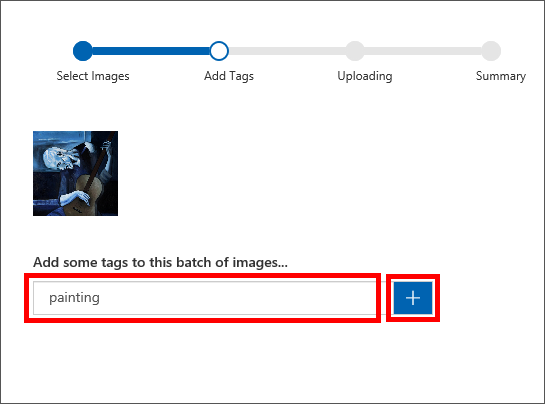 Select Images
Add Tags
Uploading
Summary
Add some tags to this batch of images...
painting